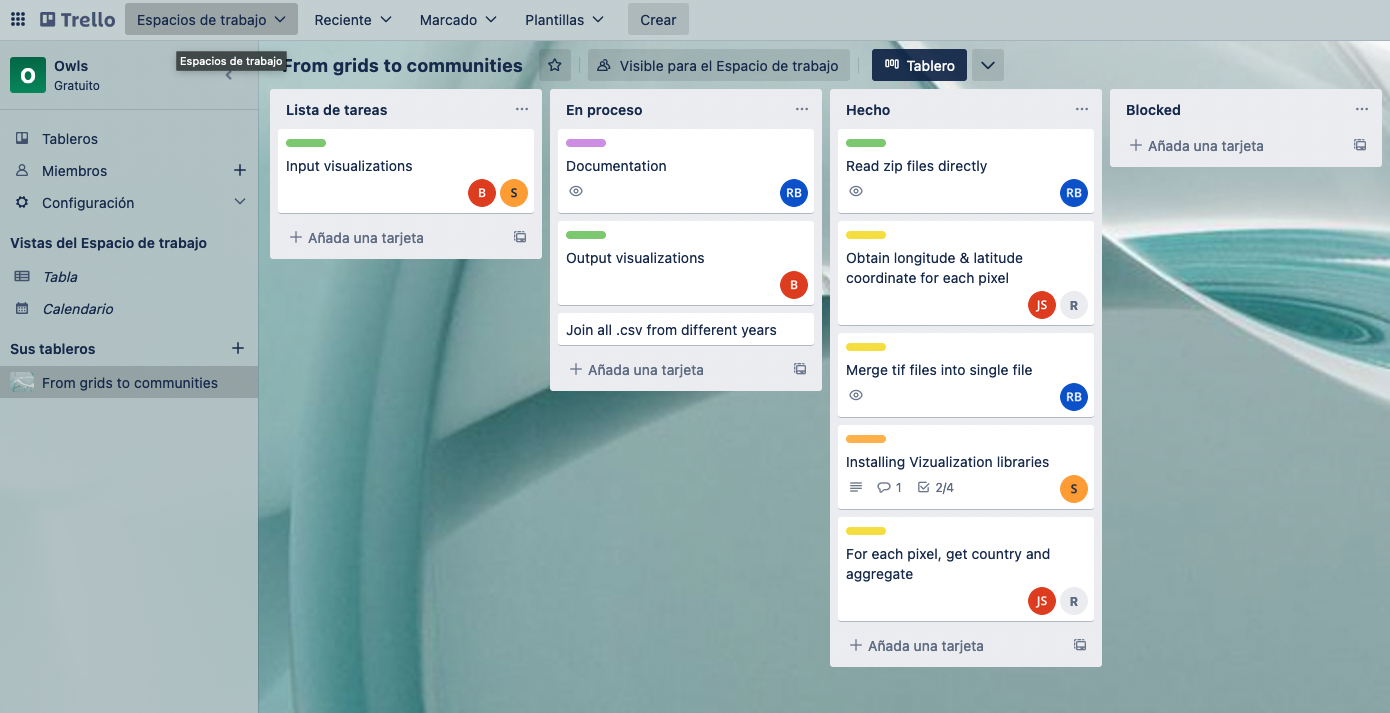 Trello
Espacios de trabajo
Reciente
Marcado
Plantillas
Crear
Espacios de trabajo
O
Owls
Gratuito
From grids to communities
Visible para el Espacio de trabajo
Tablero
Tableros
Miembros
Configuración
Vistas del Espacio de trabajo
Tabla
Calendario
Sus tableros
From grids to communities
Lista de tareas
Input visualizations
B S
Añada una tarjeta
En proceso
Documentation
RB
Output visualizations
B
Join all .csv from different years
Añada una tarjeta
Hecho
Read zip files directly
RB
Obtain longitude & latitude
coordinate for each pixel
JS R
Merge tif files into single file
RB
Installing Vizualization libraries
1 2/4
S
For each pixel, get country and
aggregate
JS R
Añada una tarjeta
Blocked
Añada una tarjeta